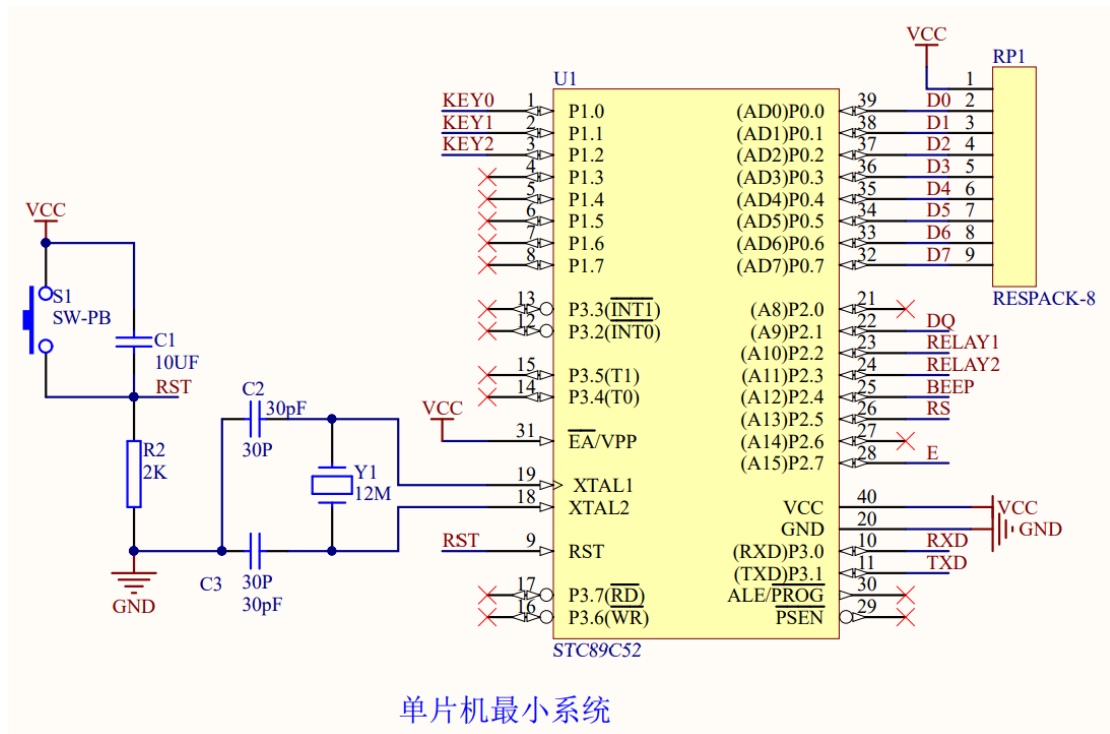 VCC
S1
SW-PB
C1
10UF
RST
R2
2K
GND
C2
30pF
30P
C3
30P
30pF
Y1
12M
VCC
U1
KEY0 1 P1.0
KEY1 2 P1.1
KEY2 3 P1.2
4 P1.3
5 P1.4
6 P1.5
7 P1.6
8 P1.7
13 P3.3(INT1)
12 P3.2(INT0)
15 P3.5(T1)
14 P3.4(T0)
31 EA/VPP
19 XTAL1
18 XTAL2
RST 9 RST
17 P3.7(RD)
16 P3.6(WR)
STC89C52
(AD0)P0.0 39 D0 2
(AD1)P0.1 38 D1 3
(AD2)P0.2 37 D2 4
(AD3)P0.3 36 D3 5
(AD4)P0.4 35 D4 6
(AD5)P0.5 34 D5 7
(AD6)P0.6 33 D6 8
(AD7)P0.7 32 D7 9
(A8)P2.0 21
(A9)P2.1 22 DQ
(A10)P2.2 23 RELAY1
(A11)P2.3 24 RELAY2
(A12)P2.4 25 BEEP
(A13)P2.5 26 RS
(A14)P2.6 27
(A15)P2.7 28 E
VCC 40 VCC
GND 20 GND
(RXD)P3.0 10 RXD
(TXD)P3.1 11 TXD
ALE/PROG 30
PSEN 29
VCC
RP1
1
RESPACK-8
单片机最小系统